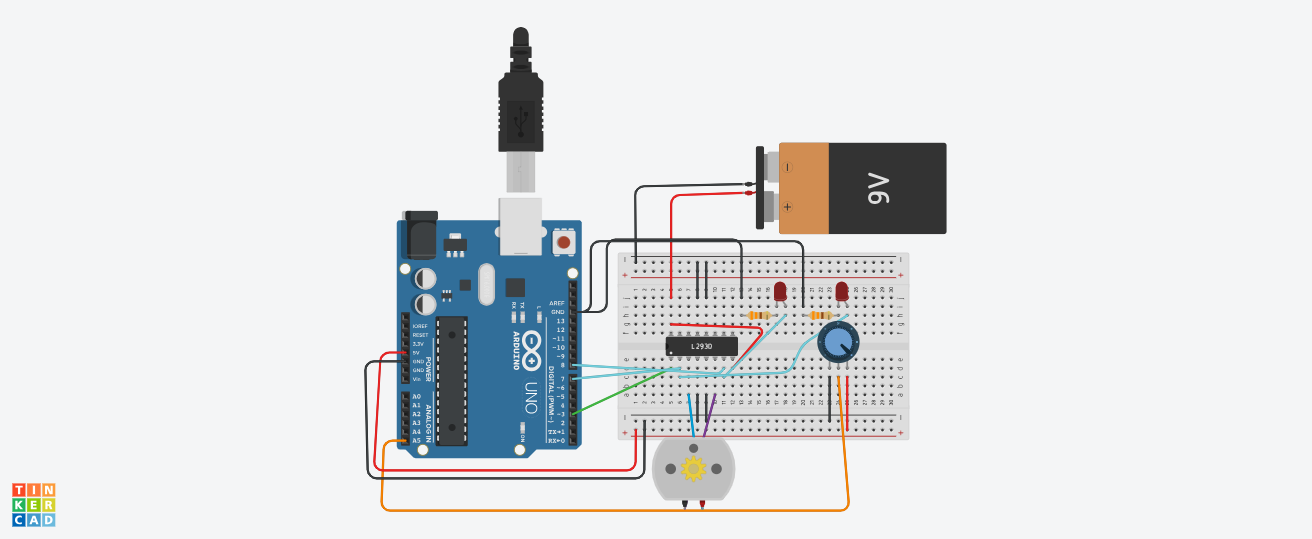 9V
−
+
AREF
GND
13
12
~11
~10
~9
8
7
~6
~5
~4
~3
2
TX→1
RX←0
DIGITAL (PWM~)
IOREF
RESET
3.3V
5V
GND
GND
Vin
POWER
A0
A1
A2
A3
A4
A5
ANALOG IN
RX
TX
L
ON
ARDUINO
UNO
L293D
TIN
KER
CAD